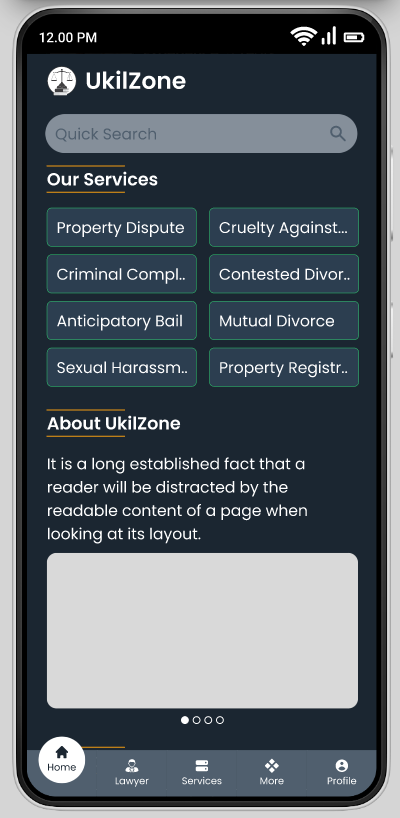 12.00 PM
UkilZone
Quick Search
Our Services
Property Dispute
Cruelty Against...
Criminal Compl..
Contested Divor..
Anticipatory Bail
Mutual Divorce
Sexual Harassm..
Property Registr..
About UkilZone
It is a long established fact that a
reader will be distracted by the
readable content of a page when
looking at its layout.
Home
Lawyer
Services
More
Profile